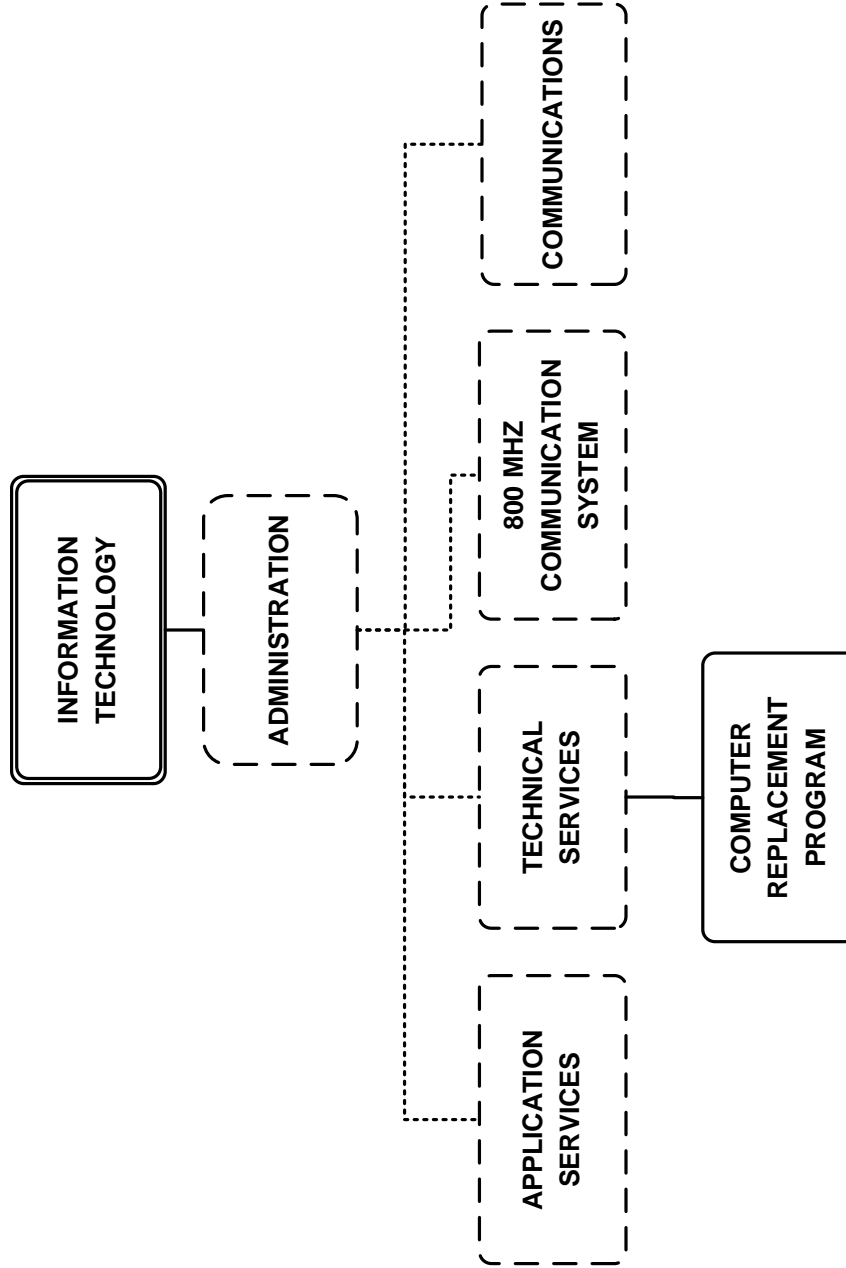 INFORMATION
TECHNOLOGY
ADMINISTRATION
APPLICATION
SERVICES
TECHNICAL
SERVICES
800 MHZ
COMMUNICATION
SYSTEM
COMMUNICATIONS
COMPUTER
REPLACEMENT
PROGRAM